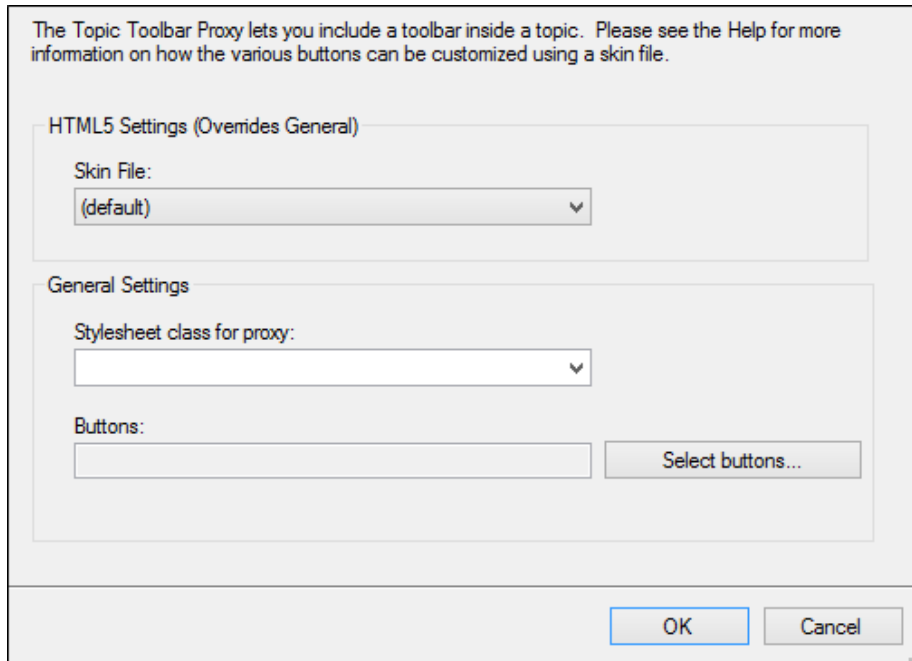 The Topic Toolbar Proxy lets you include a toolbar inside a topic.  Please see the Help for more
information on how the various buttons can be customized using a skin file.
HTML5 Settings (Overrides General)
Skin File:
(default)
General Settings
Stylesheet class for proxy:
Buttons:
Select buttons...
OK
Cancel